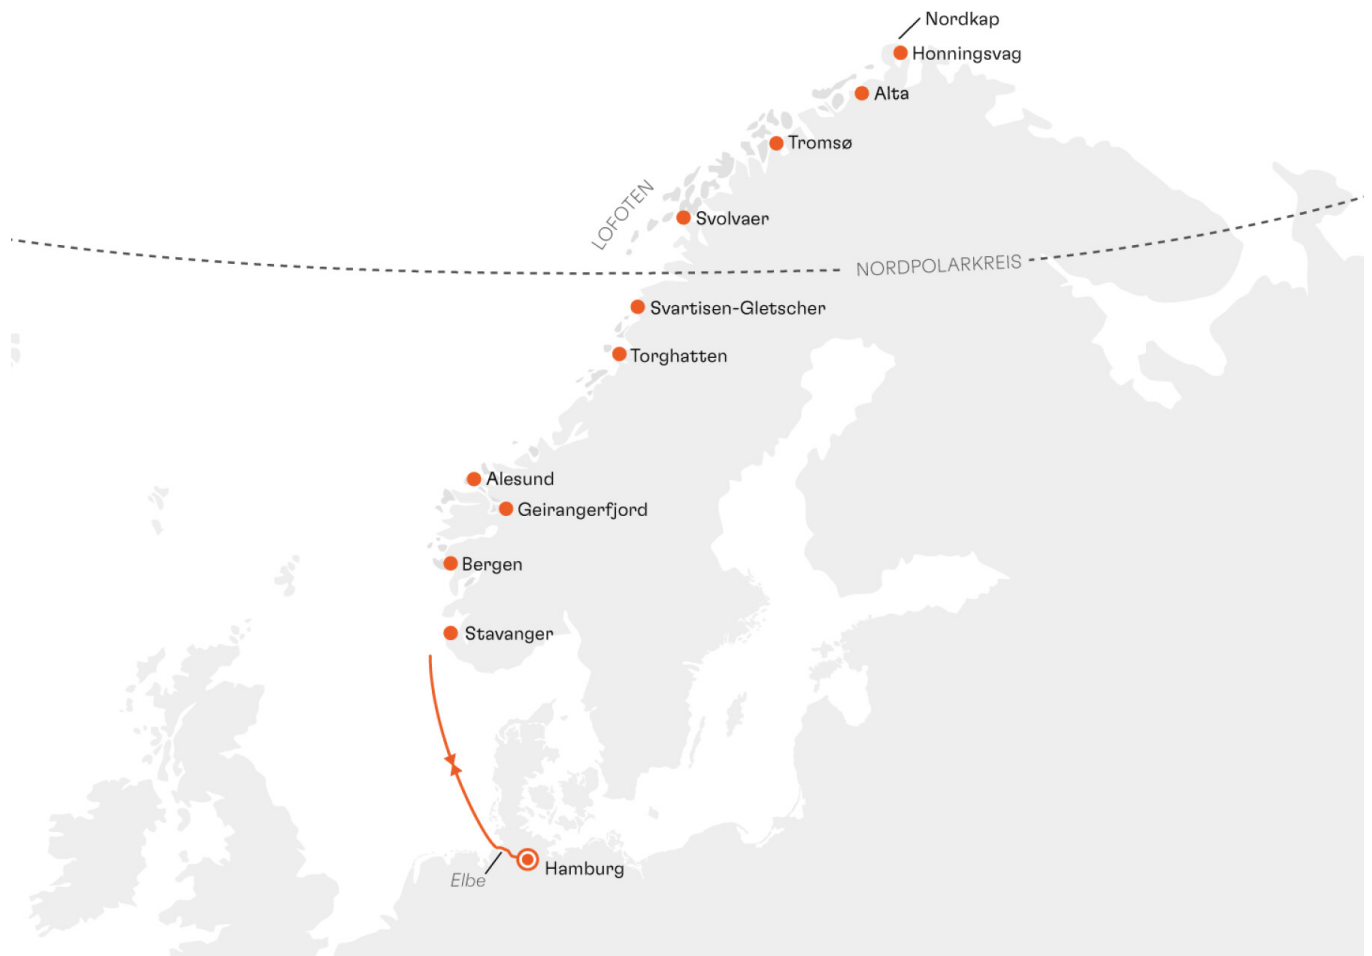 Nordkap
Honningsvag
Alta
Tromsø
LOFOTEN
Svolvaer
NORDPOLARKREIS
Svartisen-Gletscher
Torghatten
Alesund
Geirangerfjord
Bergen
Stavanger
Hamburg
Elbe